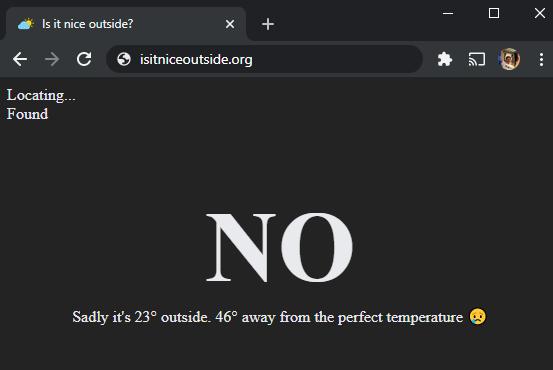 Is it nice outside?
isitniceoutside.org
Locating...
Found
NO
Sadly it's 23° outside. 46° away from the perfect temperature 😢